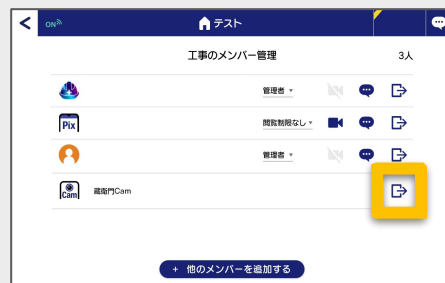 ON
テスト
工事のメンバー管理 3人
管理者
Pix 閲覧制限なし
管理者
Cam 蔵衛門Cam
+ 他のメンバーを追加する